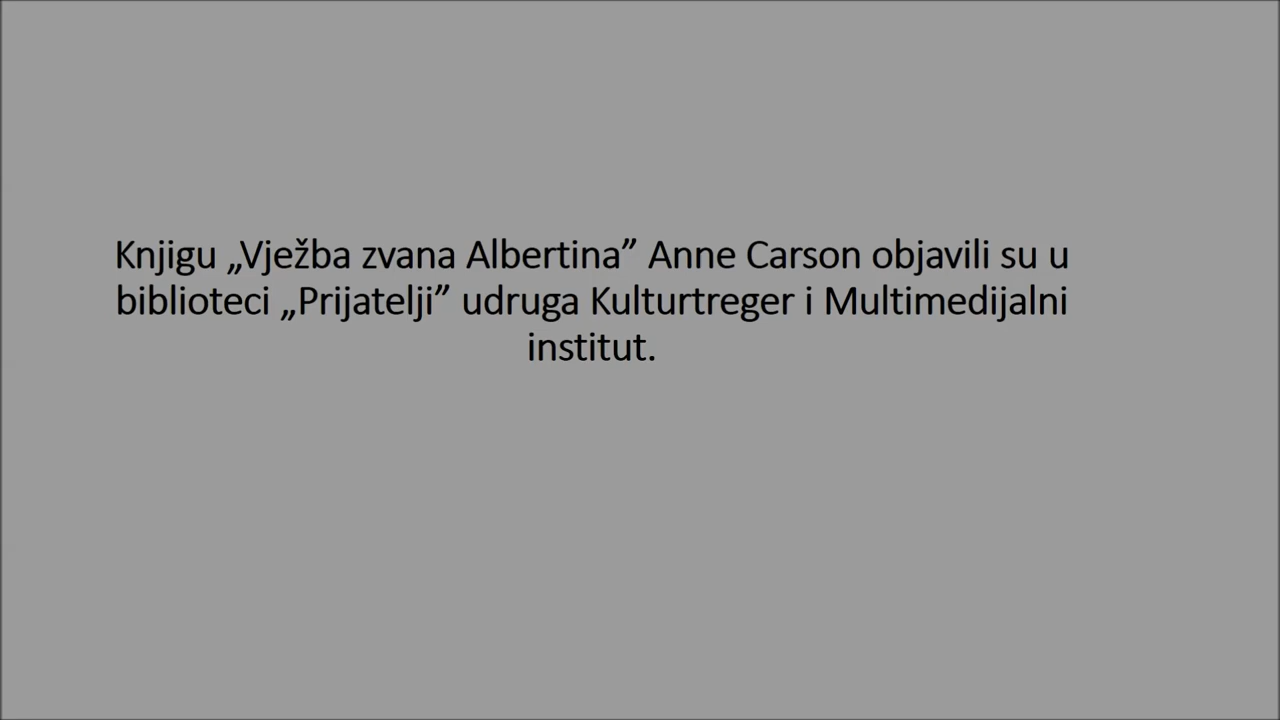 Knjigu „Vježba zvana Albertina” Anne Carson objavili su u
biblioteci „Prijatelji” udruga Kulturtreger i Multimedijalni
institut.